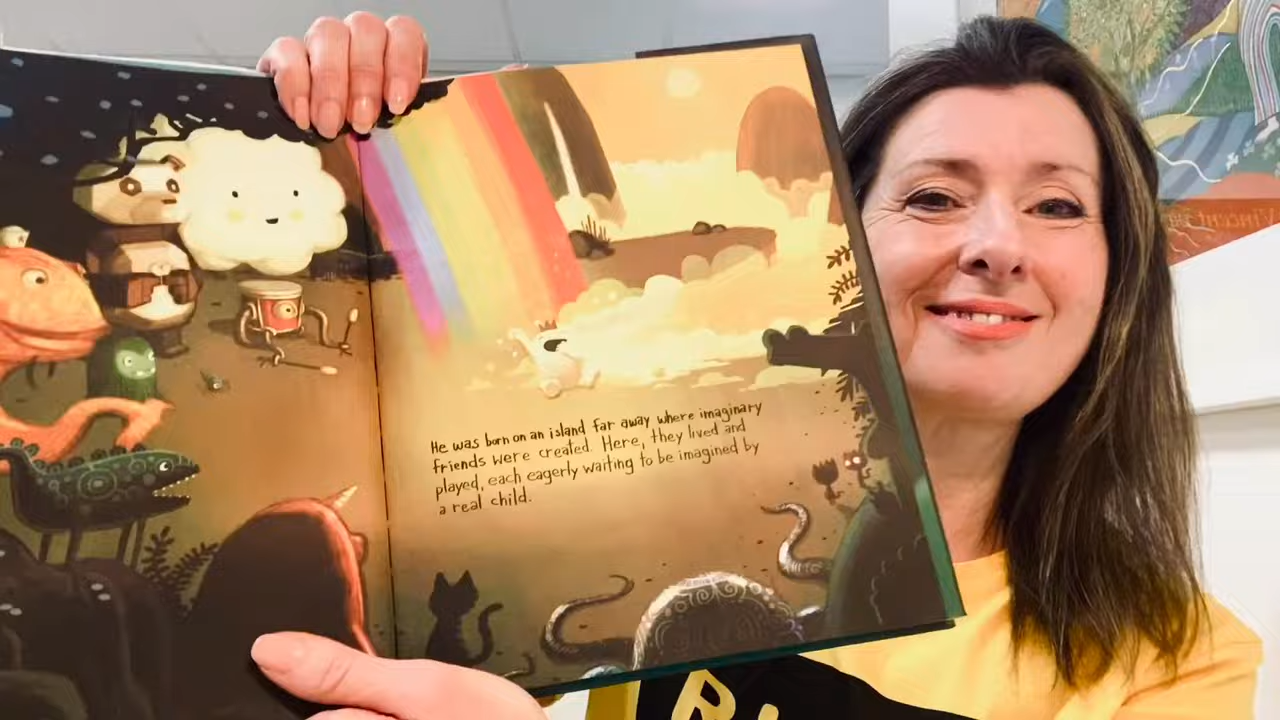 He was born on an island far away where imaginary
friends were created. Here, they lived and
played, each eagerly waiting to be imagined by
a real child.
Vincent